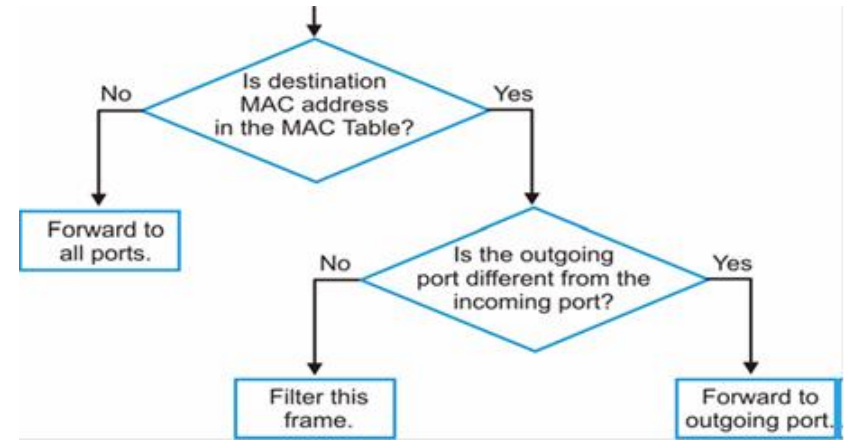 Is destination
MAC address
in the MAC Table?
No
Yes
Forward to
all ports.
Is the outgoing
port different from the
incoming port?
No
Yes
Filter this
frame.
Forward to
outgoing port.